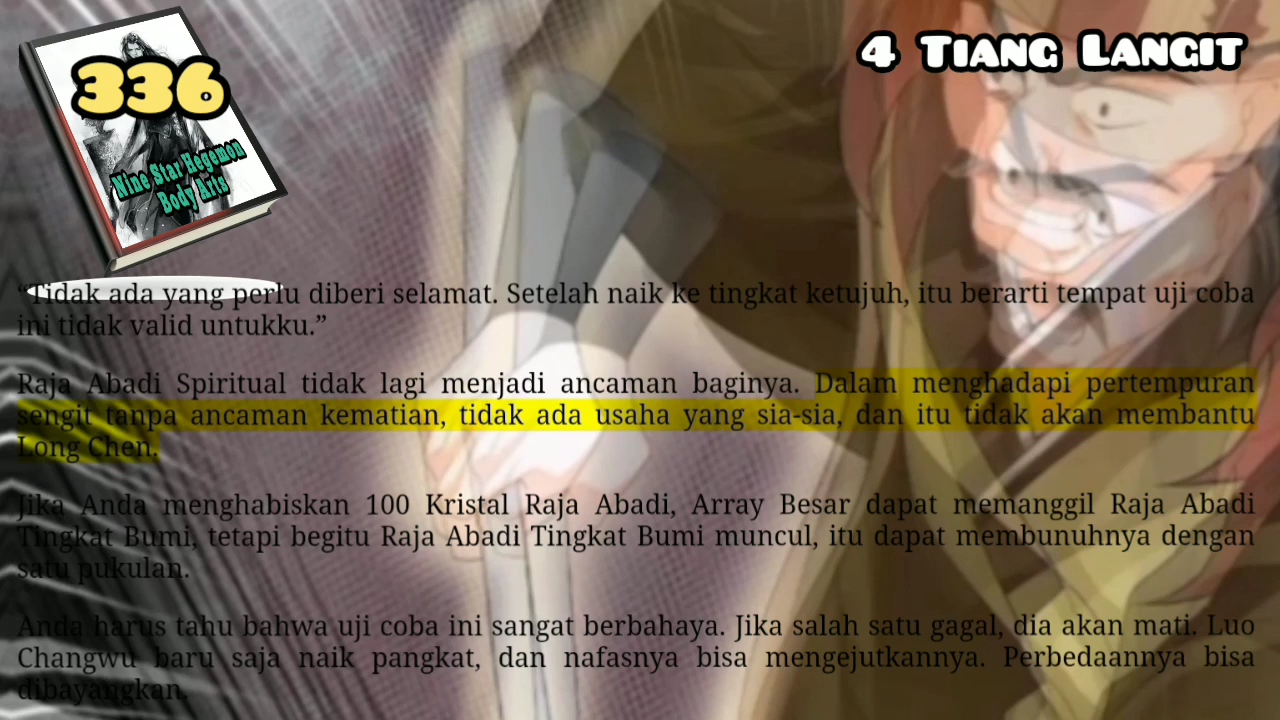 336
4 Tiang Langit
Nine Star Hegemon
Body Arts
“Tidak ada yang perlu diberi selamat. Setelah naik ke tingkat ketujuh, itu berarti tempat uji coba
ini tidak valid untukku.”
Raja Abadi Spiritual tidak lagi menjadi ancaman baginya. Dalam menghadapi pertempuran
sengit tanpa ancaman kematian, tidak ada usaha yang sia-sia, dan itu tidak akan membantu
Long Chen.
Jika Anda menghabiskan 100 Kristal Raja Abadi, Array Besar dapat memanggil Raja Abadi
Tingkat Bumi, tetapi begitu Raja Abadi Tingkat Bumi muncul, itu dapat membunuhnya dengan
satu pukulan.
Anda harus tahu bahwa uji coba ini sangat berbahaya. Jika salah satu gagal, dia akan mati. Luo
Changwu baru saja naik pangkat, dan nafasnya bisa mengejutkannya. Perbedaannya bisa
dibayangkan.